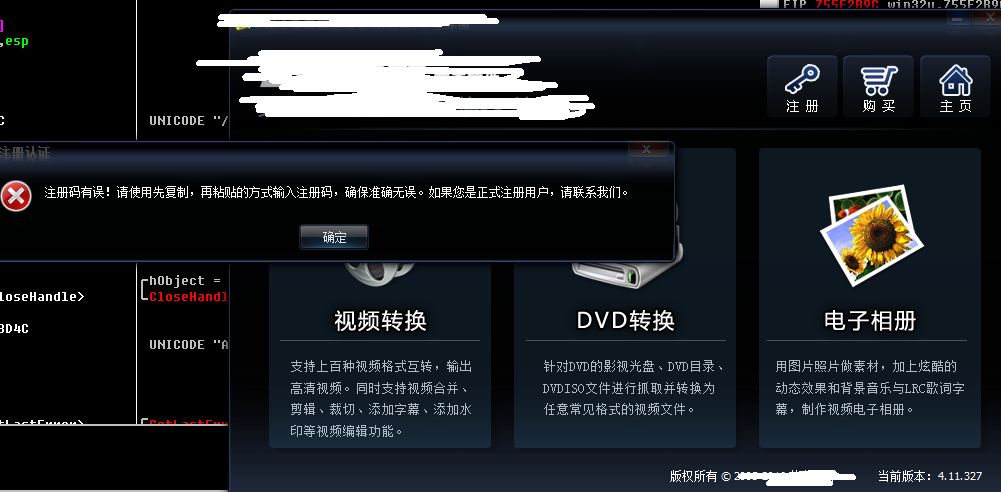 EIP 755F2B9C win32u.755F2B9
,esp
UNICODE "/
注 册
购 买
主 页
注册认证
注册码有误！请使用先复制，再粘贴的方式输入注册码，确保准确无误。如果您是正式注册用户，请联系我们。
确定
hObject =
loseHandle>
CloseHandl
3D4C
UNICODE "A
视频转换
支持上百种视频格式互转，输出
高清视频。同时支持视频合并、
剪辑、裁切、添加字幕、添加水
印等视频编辑功能。
DVD转换
针对DVD的影视光盘、DVD目录、
DVDISO文件进行抓取并转换为
任意常见格式的视频文件。
电子相册
用图片照片做素材，加上炫酷的
动态效果和背景音乐与LRC歌词字
幕，制作视频电子相册。
版权所有 ©
当前版本：4.11.327